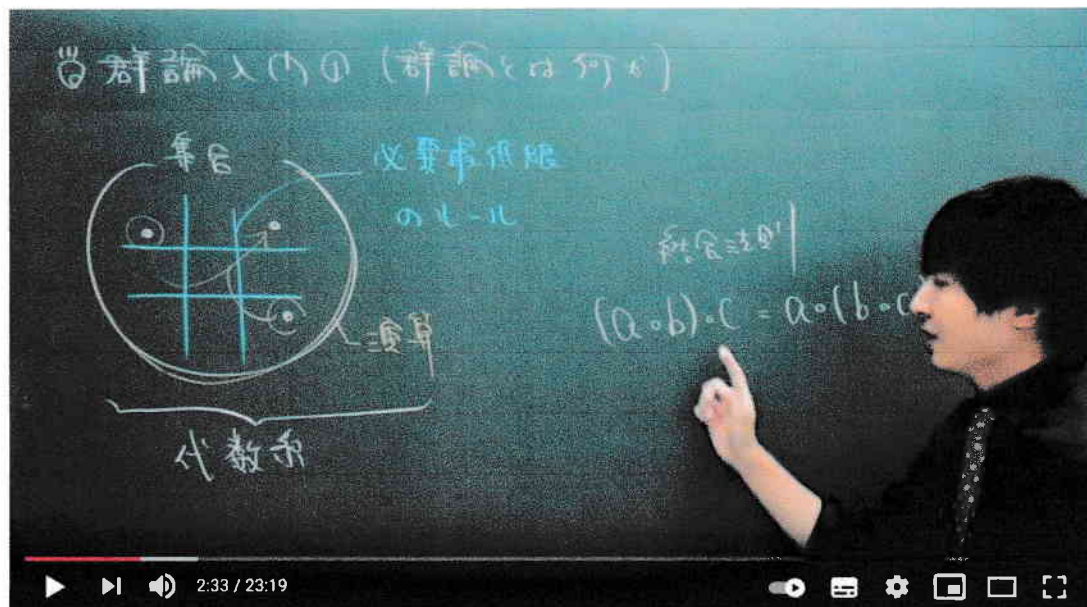 群論入門① (群論とは何か)
集合
必要最低限
のルール
演算
代数系
結合法則
(a∘b)∘c = a∘(b∘c
2:33 / 23:19